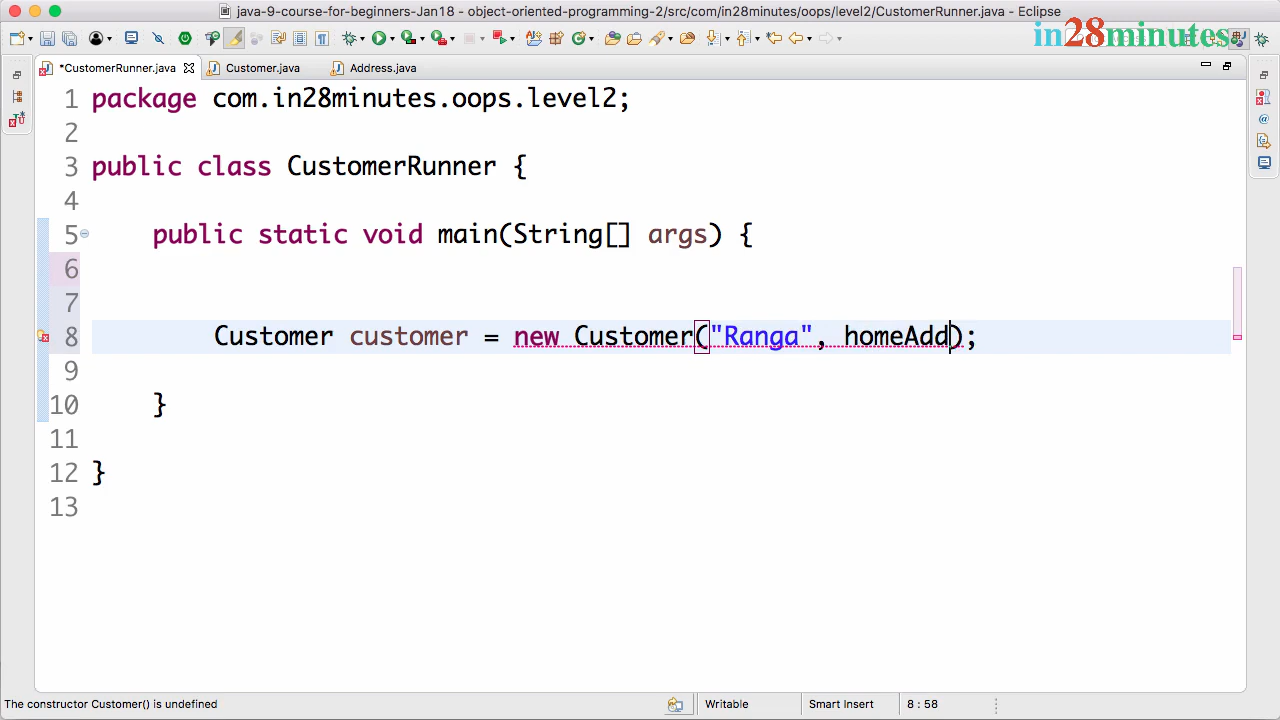 java-9-course-for-beginners-Jan18 - object-oriented-programming-2/src/com/in28minutes/oops/level2/CustomerRunner.java - Eclipse
in28minutes
*CustomerRunner.java
Customer.java
Address.java
1 package com.in28minutes.oops.level2;
2
3 public class CustomerRunner {
4
5 public static void main(String[] args) {
6
7
8 Customer customer = new Customer("Ranga", homeAdd);
9
10 }
11
12 }
13
The constructor Customer() is undefined
Writable
Smart Insert
8 : 58